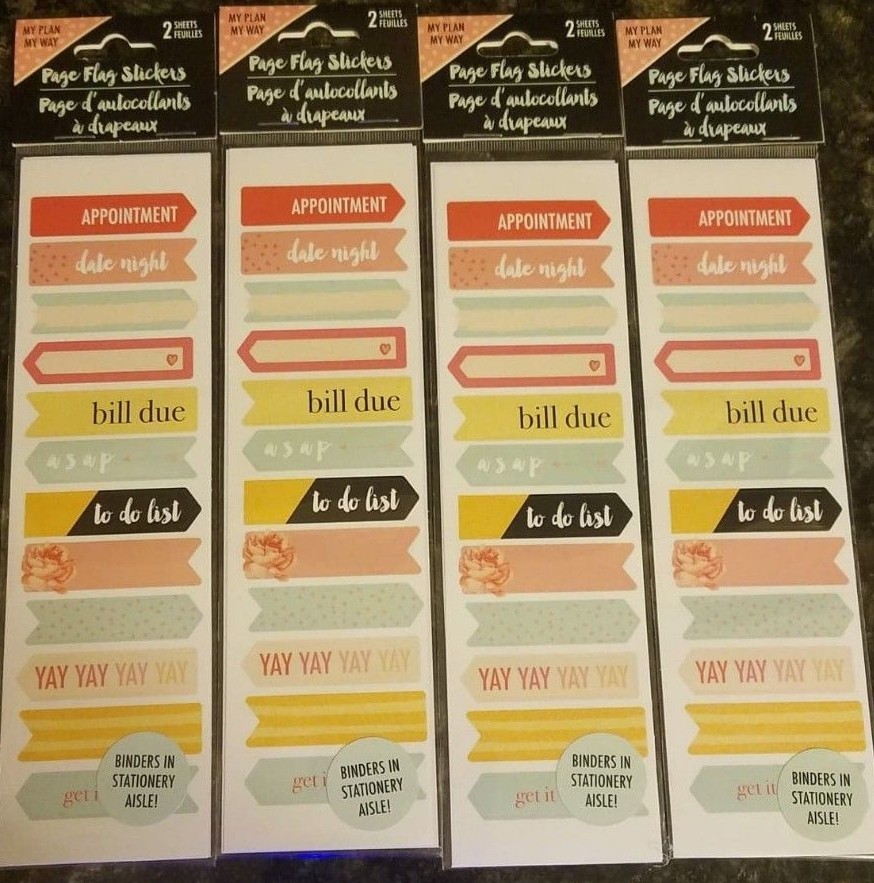 MY PLAN
MY WAY
2 SHEETS
FEUILLES
Page Flag Stickers
Page d'autocollants
à drapeaux
APPOINTMENT
date night
bill due
asap
to do list
YAY YAY YAY YAY
get i
BINDERS IN
STATIONERY
AISLE!
MY PLAN
MY WAY
2 SHEETS
FEUILLES
Page Flag Stickers
Page d'autocollants
à drapeaux
APPOINTMENT
date night
bill due
asap
to do list
YAY YAY YAY YAY
get i
BINDERS IN
STATIONERY
AISLE!
MY PLAN
MY WAY
2 SHEETS
FEUILLES
Page Flag Stickers
Page d'autocollants
à drapeaux
APPOINTMENT
date night
bill due
asap
to do list
YAY YAY YAY YAY
get it
BINDERS IN
STATIONERY
AISLE!
MY PLAN
MY WAY
2 SHEETS
FEUILLES
Page Flag Stickers
Page d'autocollants
à drapeaux
APPOINTMENT
date night
bill due
asap
to do list
YAY YAY YAY YAY
get it
BINDERS IN
STATIONERY
AISLE!